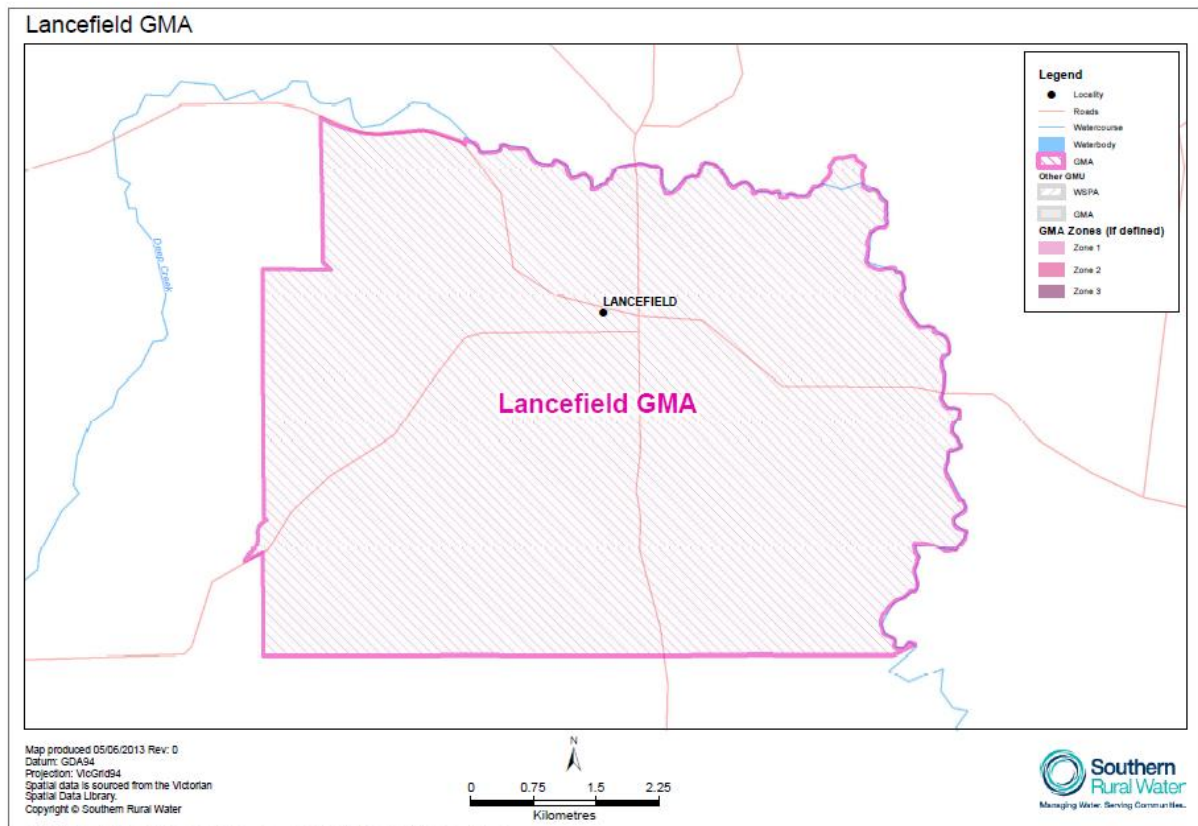 Lancefield GMA
Legend
Locality
Roads
Watercourse
Waterbody
GMA
Other GMU
WSPA
GMA
GMA Zones (If defined)
Zone 1
Zone 2
Zone 3
Deep Creek
LANCEFIELD
Lancefield GMA
Map produced 05/06/2013 Rev: 0
Datum: GDA94
Projection: VicGrid94
Spatial data is sourced from the Victorian
Spatial Data Library.
Copyright © Southern Rural Water
N
0 0.75 1.5 2.25
Kilometres
Southern
Rural Water
Managing Water. Serving Communities.